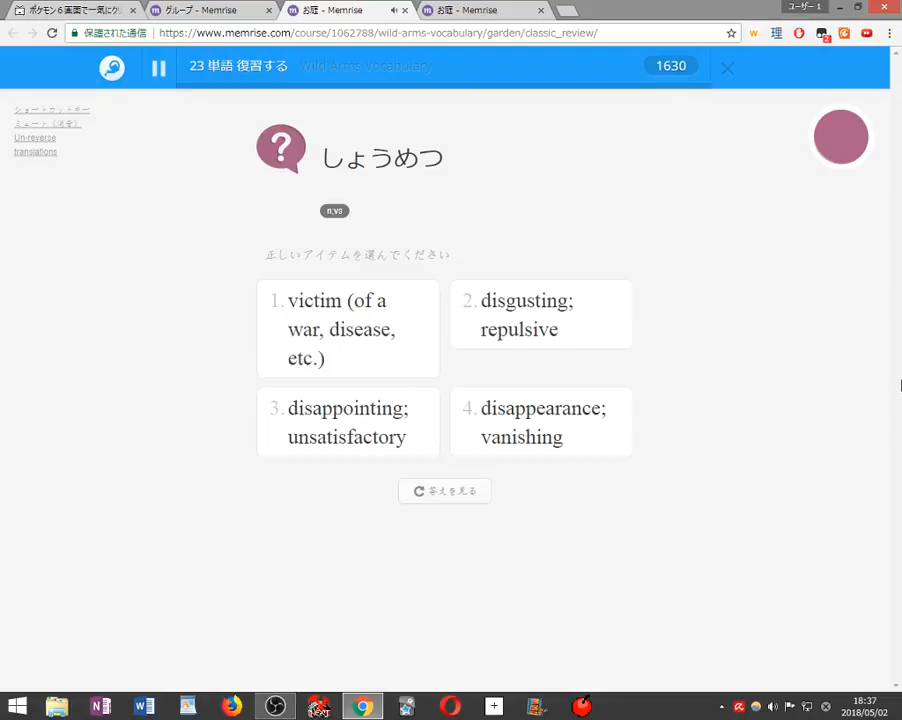 ポケモン６画面で一気にク
グループ - Memrise
お庭 - Memrise
お庭 - Memrise
ユーザー 1
保護された通信
https://www.memrise.com/course/1062788/wild-arms-vocabulary/garden/classic_review/
23 単語 復習する
Wild Arms Vocabulary
1630
ショートカットキー
ミュート (消音)
Un-reverse
translations
?
しょうめつ
n;vs
正しいアイテムを選んでください
1. victim (of a
war, disease,
etc.)
2. disgusting;
repulsive
3. disappointing;
unsatisfactory
4. disappearance;
vanishing
答えを見る
18:37
2018/05/02